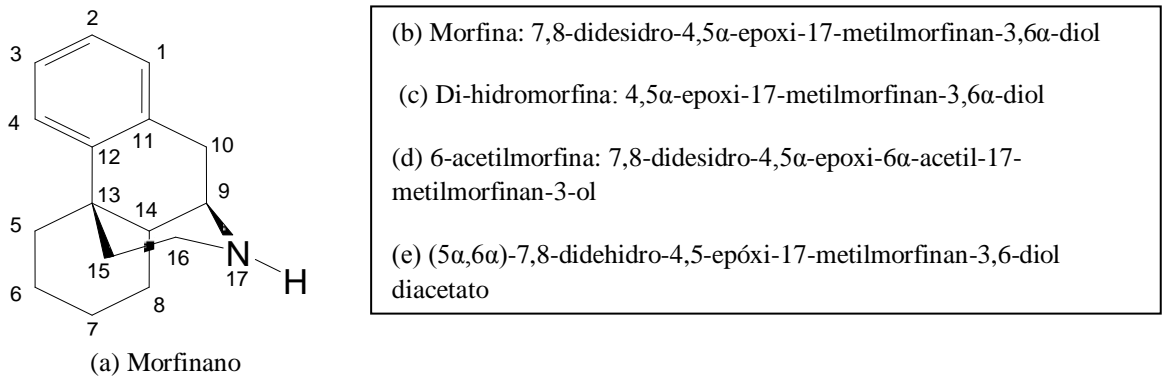 2
3
1
4
11
10
12
9
13
14
5
N
16
15
17
H
6
8
7
(a) Morfinano
(b) Morfina: 7,8-didesidro-4,5α-epoxi-17-metilmorfinan-3,6α-diol
(c) Di-hidromorfina: 4,5α-epoxi-17-metilmorfinan-3,6α-diol
(d) 6-acetilmorfina: 7,8-didesidro-4,5α-epoxi-6α-acetil-17-
metilmorfinan-3-ol
(e) (5α,6α)-7,8-didehidro-4,5-epóxi-17-metilmorfinan-3,6-diol
diacetato